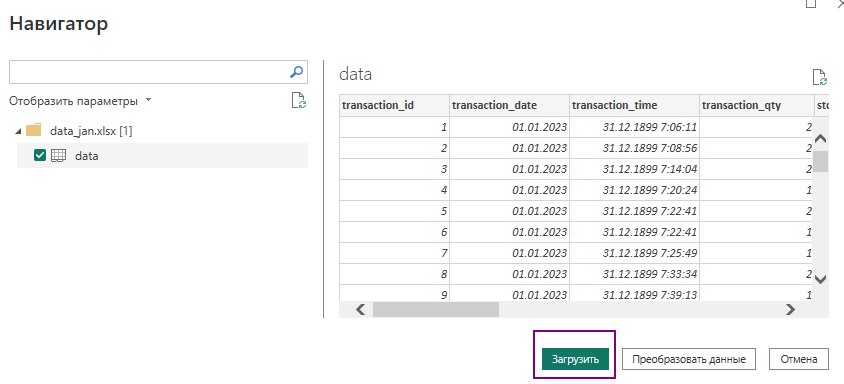 Навигатор
data
Отобразить параметры
data_jan.xlsx [1]
data
transaction_id transaction_date transaction_time transaction_qty
1 01.01.2023 31.12.1899 7:06:11 2
2 01.01.2023 31.12.1899 7:08:56 2
3 01.01.2023 31.12.1899 7:14:04 2
4 01.01.2023 31.12.1899 7:20:24 1
5 01.01.2023 31.12.1899 7:22:41 2
6 01.01.2023 31.12.1899 7:22:41 1
7 01.01.2023 31.12.1899 7:25:49 1
8 01.01.2023 31.12.1899 7:33:34 2
9 01.01.2023 31.12.1899 7:39:13 1
Загрузить Преобразовать данные Отмена